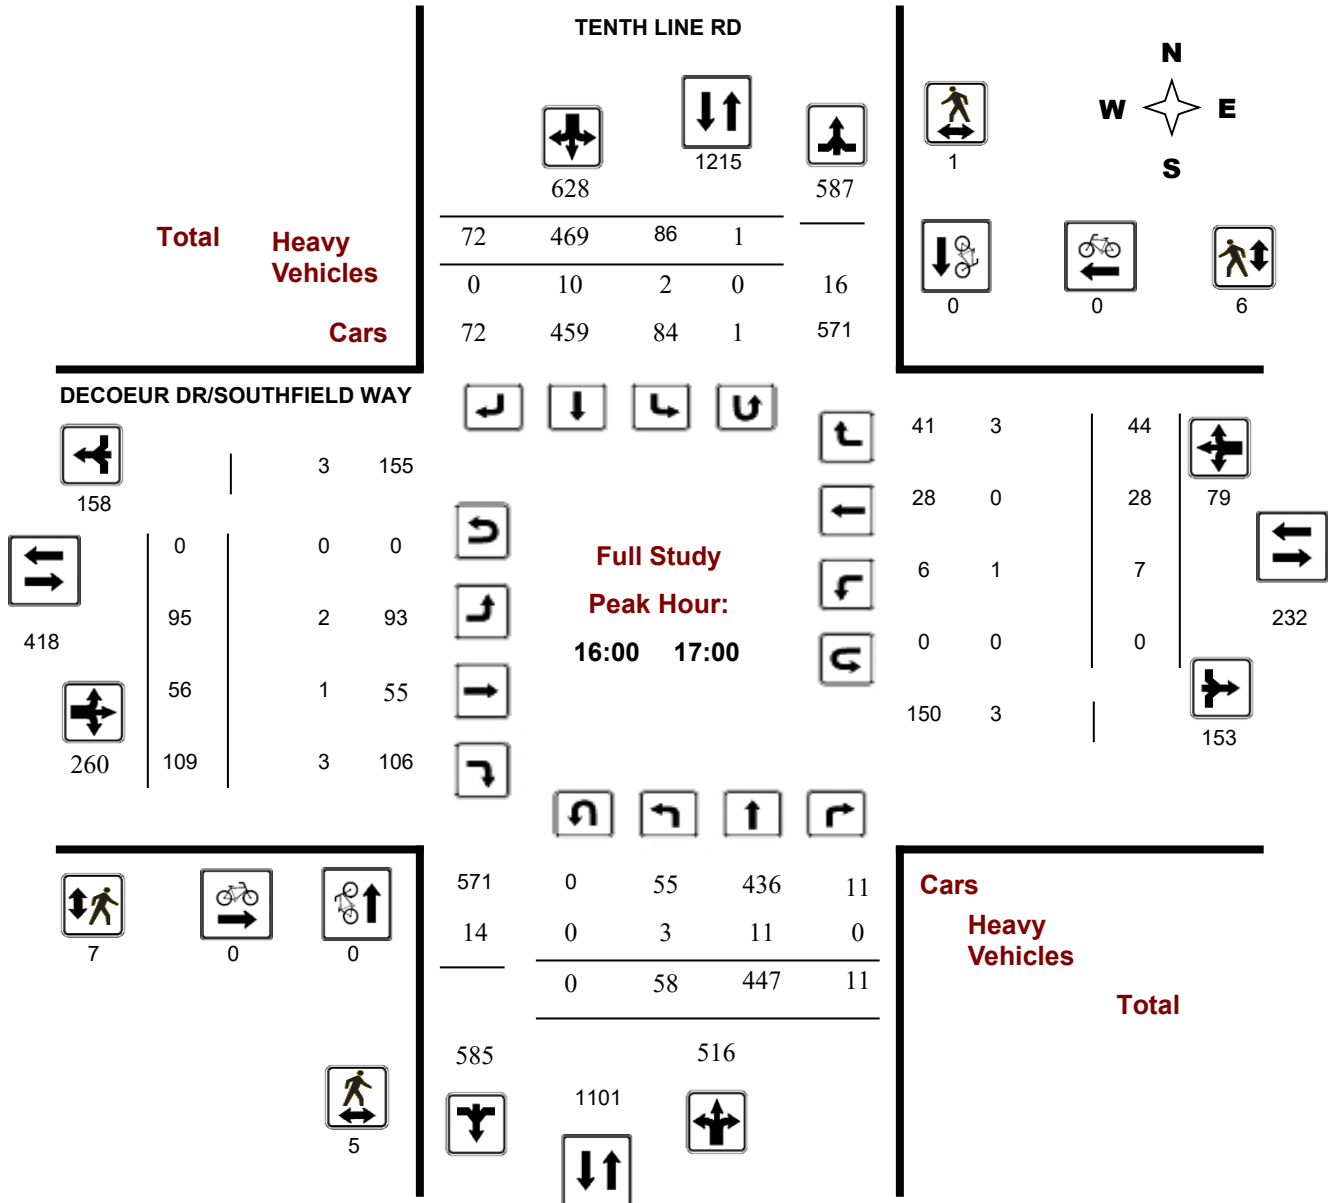 TENTH LINE RD
N
W E
S
1215
628
587
1
Total Heavy Vehicles
72 469 86 1
0 10 2 0 16
Cars 72 459 84 1 571
0 0 6
DECOEUR DR/SOUTHFIELD WAY
41 3 44
3 155
158
28 0 28 79
0 0 0
Full Study
6 1 7
Peak Hour:
95 2 93
232
418
16:00 17:00
0 0 0
56 1 55
150 3
153
260 109 3 106
571 0 55 436 11
Cars
14 0 3 11 0
Heavy
Vehicles
7 0 0
0 58 447 11
Total
585 516
1101
5